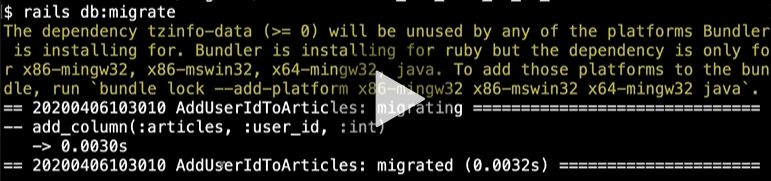 $ rails db:migrate
The dependency tzinfo-data (>= 0) will be unused by any of the platforms Bundler
 is installing for. Bundler is installing for ruby but the dependency is only fo
r x86-mingw32, x86-mswin32, x64-mingw32, java. To add those platforms to the bun
dle, run `bundle lock --add-platform x86-mingw32 x86-mswin32 x64-mingw32 java`.
== 20200406103010 AddUserIdToArticles: migrating ==============================
-- add_column(:articles, :user_id, :int)
   -> 0.0030s
== 20200406103010 AddUserIdToArticles: migrated (0.0032s) =====================